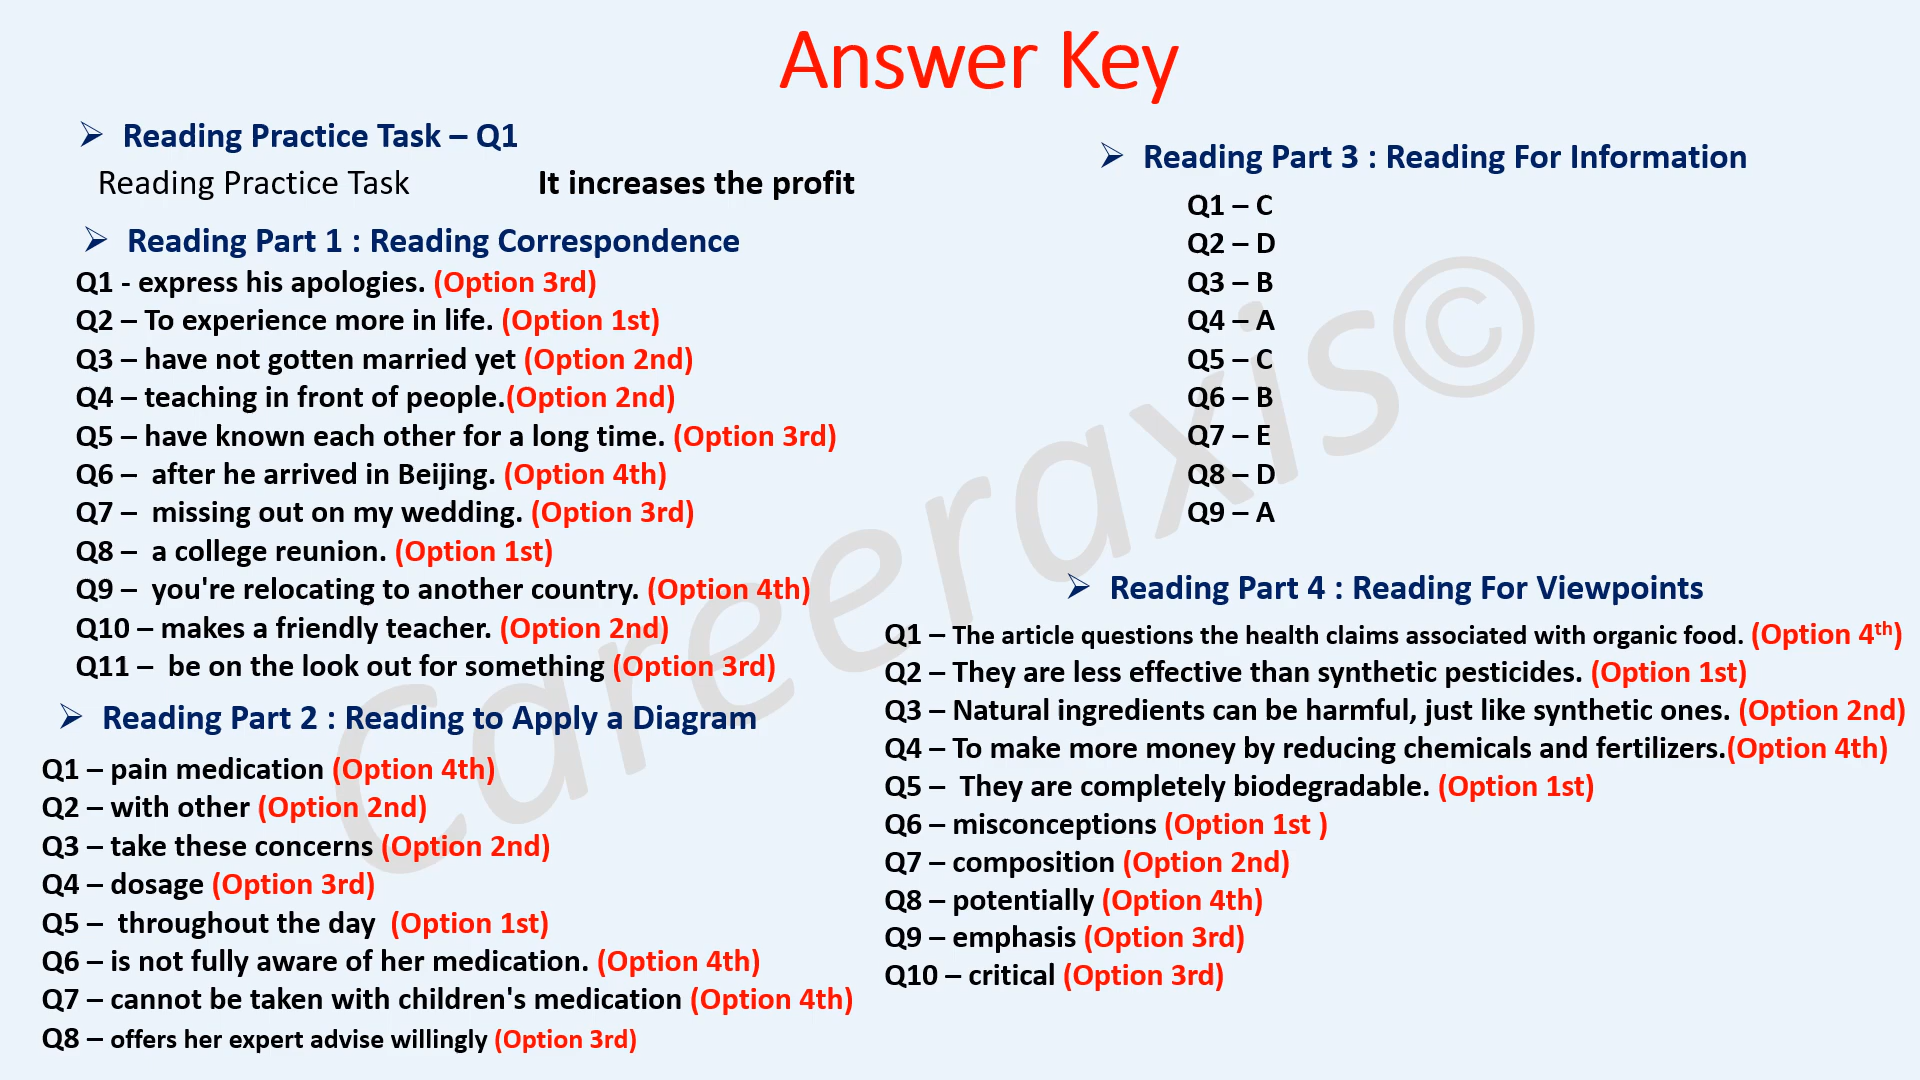 Answer Key
Reading Practice Task – Q1
Reading Practice Task It increases the profit
Reading Part 1 : Reading Correspondence
Q1 - express his apologies. (Option 3rd)
Q2 – To experience more in life. (Option 1st)
Q3 – have not gotten married yet (Option 2nd)
Q4 – teaching in front of people.(Option 2nd)
Q5 – have known each other for a long time. (Option 3rd)
Q6 – after he arrived in Beijing. (Option 4th)
Q7 – missing out on my wedding. (Option 3rd)
Q8 – a college reunion. (Option 1st)
Q9 – you're relocating to another country. (Option 4th)
Q10 – makes a friendly teacher. (Option 2nd)
Q11 – be on the look out for something (Option 3rd)
Reading Part 2 : Reading to Apply a Diagram
Q1 – pain medication (Option 4th)
Q2 – with other (Option 2nd)
Q3 – take these concerns (Option 2nd)
Q4 – dosage (Option 3rd)
Q5 – throughout the day (Option 1st)
Q6 – is not fully aware of her medication. (Option 4th)
Q7 – cannot be taken with children's medication (Option 4th)
Q8 – offers her expert advise willingly (Option 3rd)
Reading Part 3 : Reading For Information
Q1 – C
Q2 – D
Q3 – B
Q4 – A
Q5 – C
Q6 – B
Q7 – E
Q8 – D
Q9 – A
Reading Part 4 : Reading For Viewpoints
Q1 – The article questions the health claims associated with organic food. (Option 4th)
Q2 – They are less effective than synthetic pesticides. (Option 1st)
Q3 – Natural ingredients can be harmful, just like synthetic ones. (Option 2nd)
Q4 – To make more money by reducing chemicals and fertilizers.(Option 4th)
Q5 – They are completely biodegradable. (Option 1st)
Q6 – misconceptions (Option 1st )
Q7 – composition (Option 2nd)
Q8 – potentially (Option 4th)
Q9 – emphasis (Option 3rd)
Q10 – critical (Option 3rd)
Careeraxis©